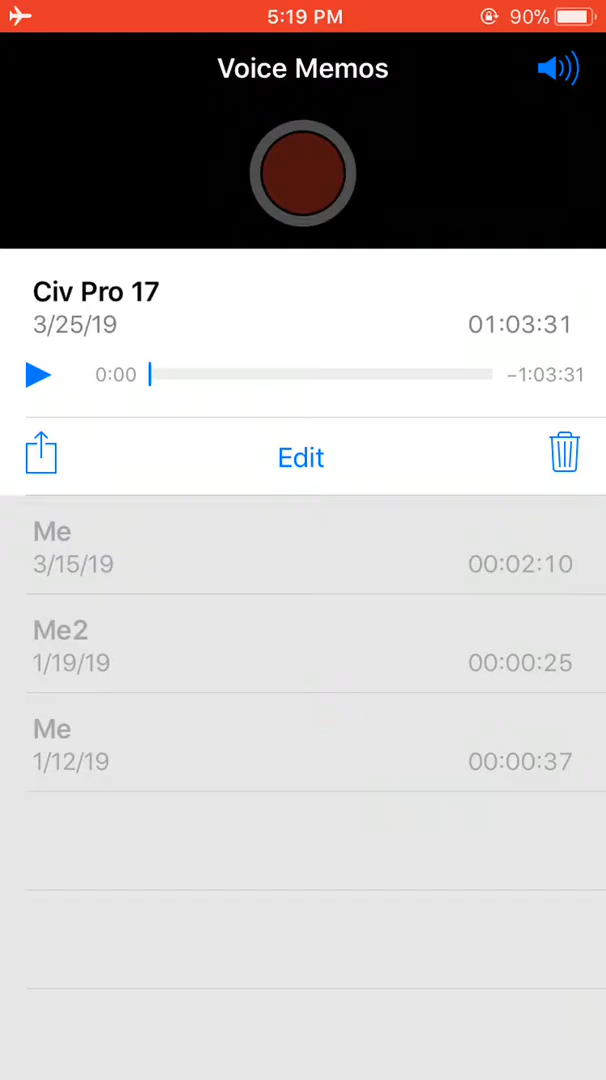 5:19 PM 90%
Voice Memos
Civ Pro 17
3/25/19 01:03:31
0:00 −1:03:31
Edit
Me
3/15/19 00:02:10
Me2
1/19/19 00:00:25
Me
1/12/19 00:00:37